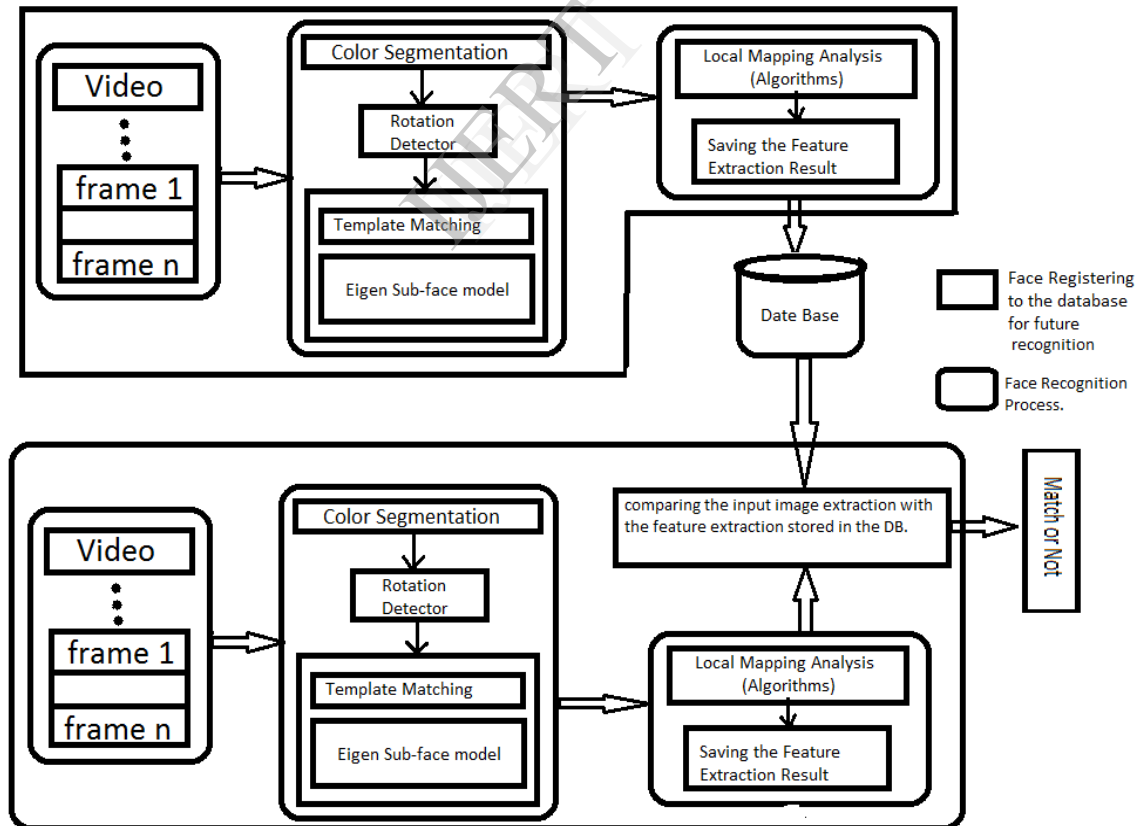 IJERT
Video
frame 1
frame n
Color Segmentation
Rotation
Detector
Template Matching
Eigen Sub-face model
Local Mapping Analysis
(Algorithms)
Saving the Feature
Extraction Result
Date Base
Face Registering
to the database
for future
recognition
Face Recognition
Process.
Video
frame 1
frame n
Color Segmentation
Rotation
Detector
Template Matching
Eigen Sub-face model
comparing the input image extraction with
the feature extraction stored in the DB.
Match or Not
Local Mapping Analysis
(Algorithms)
Saving the Feature
Extraction Result